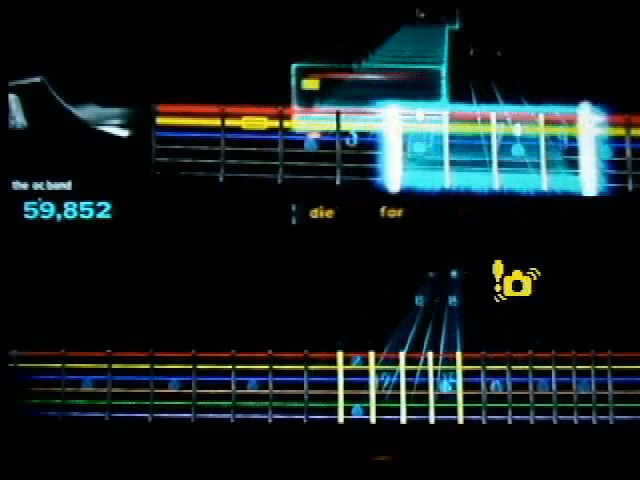 the oc band
59,852
die for